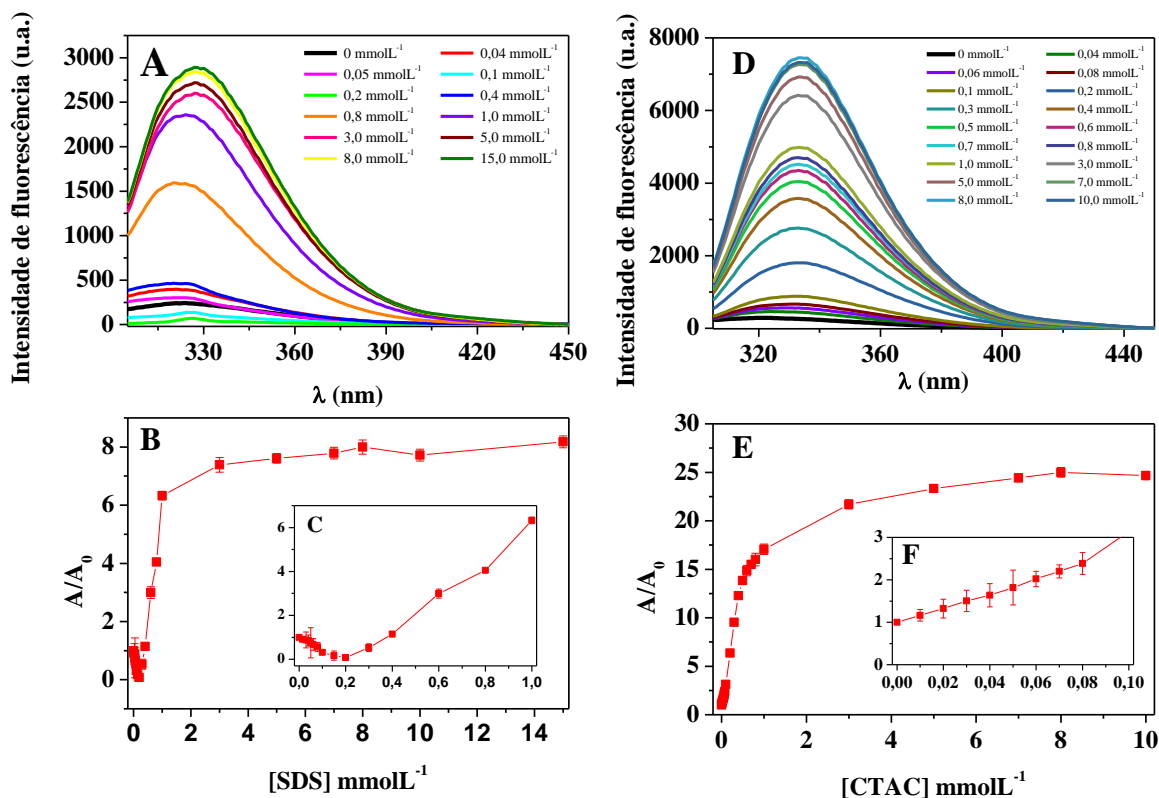 A
Intensidade de fluorescência (u.a.)
3000
2500
2000
1500
1000
500
0
0 mmolL⁻¹ 0,04 mmolL⁻¹
0,05 mmolL⁻¹ 0,1 mmolL⁻¹
0,2 mmolL⁻¹ 0,4 mmolL⁻¹
0,8 mmolL⁻¹ 1,0 mmolL⁻¹
3,0 mmolL⁻¹ 5,0 mmolL⁻¹
8,0 mmolL⁻¹ 15,0 mmolL⁻¹
330 360 390 420 450
λ (nm)
D
Intensidade de fluorescência (u.a.)
8000
6000
4000
2000
0
0 mmolL⁻¹ 0,04 mmolL⁻¹
0,06 mmolL⁻¹ 0,08 mmolL⁻¹
0,1 mmolL⁻¹ 0,2 mmolL⁻¹
0,3 mmolL⁻¹ 0,4 mmolL⁻¹
0,5 mmolL⁻¹ 0,6 mmolL⁻¹
0,7 mmolL⁻¹ 0,8 mmolL⁻¹
1,0 mmolL⁻¹ 3,0 mmolL⁻¹
5,0 mmolL⁻¹ 7,0 mmolL⁻¹
8,0 mmolL⁻¹ 10,0 mmolL⁻¹
320 360 400 440
λ (nm)
B
A/A₀
8
6
4
2
0
C
6
4
2
0
0,0 0,2 0,4 0,6 0,8 1,0
0 2 4 6 8 10 12 14
[SDS] mmolL⁻¹
E
A/A₀
30
25
20
15
10
5
0
F
3
2
1
0
0,00 0,02 0,04 0,06 0,08 0,10
0 2 4 6 8 10
[CTAC] mmolL⁻¹